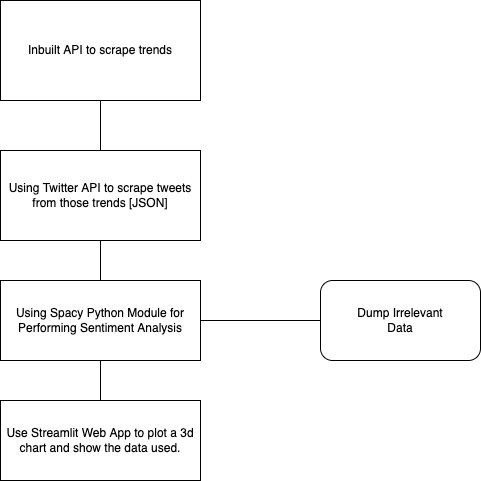 Inbuilt API to scrape trends
Using Twitter API to scrape tweets
from those trends [JSON]
Using Spacy Python Module for
Performing Sentiment Analysis
Dump Irrelevant
Data
Use Streamlit Web App to plot a 3d
chart and show the data used.